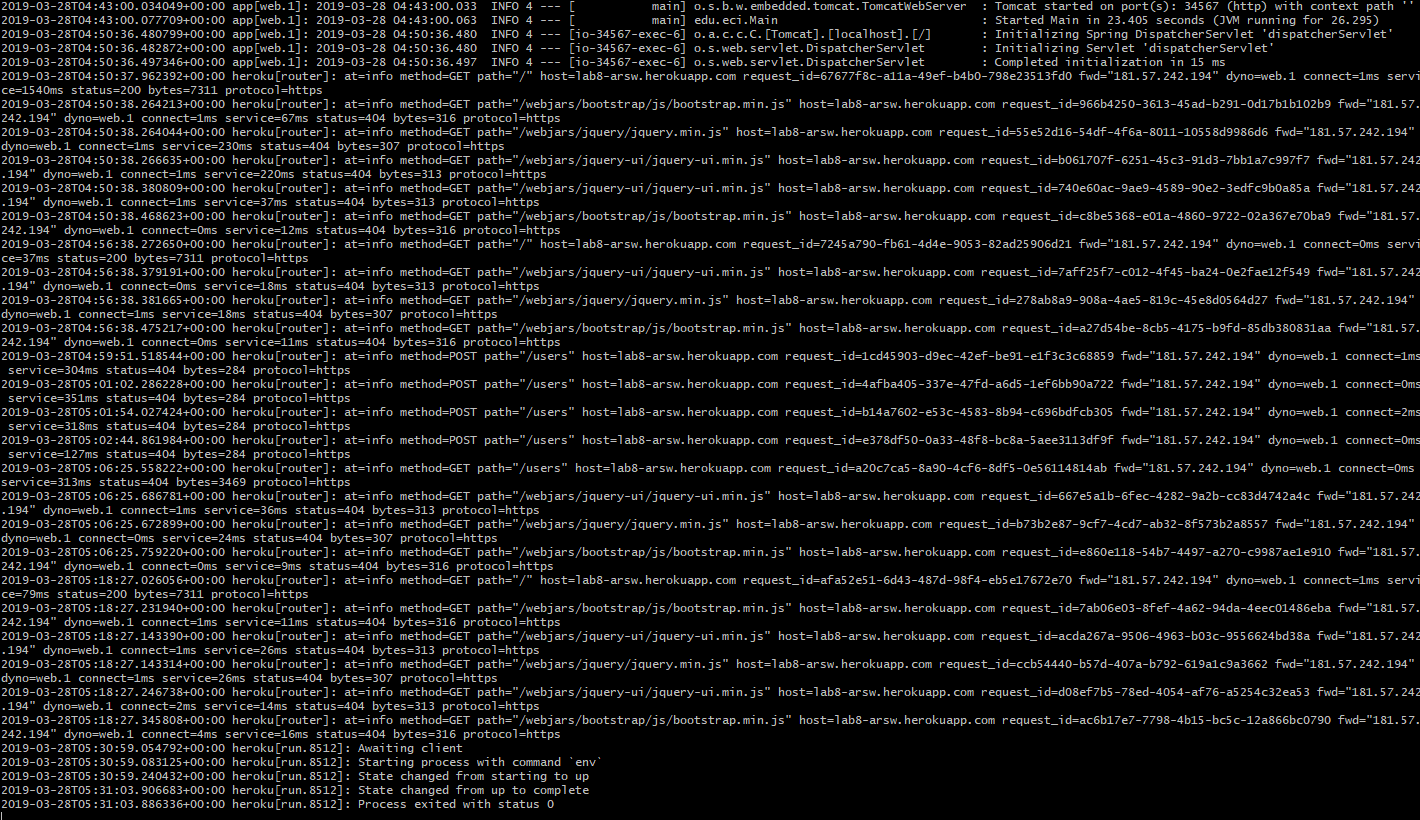 2019-03-28T04:43:00.034049+00:00 app[web.1]: 2019-03-28 04:43:00.033  INFO 4 --- [           main] o.s.b.w.embedded.tomcat.TomcatWebServer  : Tomcat started on port(s): 34567 (http) with context path ''
2019-03-28T04:43:00.077709+00:00 app[web.1]: 2019-03-28 04:43:00.063  INFO 4 --- [           main] edu.eci.Main                             : Started Main in 23.405 seconds (JVM running for 26.295)
2019-03-28T04:50:36.480799+00:00 app[web.1]: 2019-03-28 04:50:36.480  INFO 4 --- [io-34567-exec-6] o.a.c.c.C.[Tomcat].[localhost].[/]       : Initializing Spring DispatcherServlet 'dispatcherServlet'
2019-03-28T04:50:36.482872+00:00 app[web.1]: 2019-03-28 04:50:36.480  INFO 4 --- [io-34567-exec-6] o.s.web.servlet.DispatcherServlet        : Initializing Servlet 'dispatcherServlet'
2019-03-28T04:50:36.497346+00:00 app[web.1]: 2019-03-28 04:50:36.497  INFO 4 --- [io-34567-exec-6] o.s.web.servlet.DispatcherServlet        : Completed initialization in 15 ms
2019-03-28T04:50:37.962392+00:00 heroku[router]: at=info method=GET path="/" host=lab8-arsw.herokuapp.com request_id=67677f8c-a11a-49ef-b4b0-798e23513fd0 fwd="181.57.242.194" dyno=web.1 connect=1ms servi
ce=1540ms status=200 bytes=7311 protocol=https
2019-03-28T04:50:38.264213+00:00 heroku[router]: at=info method=GET path="/webjars/bootstrap/js/bootstrap.min.js" host=lab8-arsw.herokuapp.com request_id=966b4250-3613-45ad-b291-0d17b1b102b9 fwd="181.57.
242.194" dyno=web.1 connect=1ms service=67ms status=404 bytes=316 protocol=https
2019-03-28T04:50:38.264044+00:00 heroku[router]: at=info method=GET path="/webjars/jquery/jquery.min.js" host=lab8-arsw.herokuapp.com request_id=55e52d16-54df-4f6a-8011-10558d9986d6 fwd="181.57.242.194"
dyno=web.1 connect=1ms service=230ms status=404 bytes=307 protocol=https
2019-03-28T04:50:38.266635+00:00 heroku[router]: at=info method=GET path="/webjars/jquery-ui/jquery-ui.min.js" host=lab8-arsw.herokuapp.com request_id=b061707f-6251-45c3-91d3-7bb1a7c997f7 fwd="181.57.242
.194" dyno=web.1 connect=1ms service=220ms status=404 bytes=313 protocol=https
2019-03-28T04:50:38.380809+00:00 heroku[router]: at=info method=GET path="/webjars/jquery-ui/jquery-ui.min.js" host=lab8-arsw.herokuapp.com request_id=740e60ac-9ae9-4589-90e2-3edfc9b0a85a fwd="181.57.242
.194" dyno=web.1 connect=1ms service=37ms status=404 bytes=313 protocol=https
2019-03-28T04:50:38.468623+00:00 heroku[router]: at=info method=GET path="/webjars/bootstrap/js/bootstrap.min.js" host=lab8-arsw.herokuapp.com request_id=c8be5368-e01a-4860-9722-02a367e70ba9 fwd="181.57.
242.194" dyno=web.1 connect=0ms service=12ms status=404 bytes=316 protocol=https
2019-03-28T04:56:38.272650+00:00 heroku[router]: at=info method=GET path="/" host=lab8-arsw.herokuapp.com request_id=7245a790-fb61-4d4e-9053-82ad25906d21 fwd="181.57.242.194" dyno=web.1 connect=0ms servi
ce=37ms status=200 bytes=7311 protocol=https
2019-03-28T04:56:38.379191+00:00 heroku[router]: at=info method=GET path="/webjars/jquery-ui/jquery-ui.min.js" host=lab8-arsw.herokuapp.com request_id=7aff25f7-c012-4f45-ba24-0e2fae12f549 fwd="181.57.242
.194" dyno=web.1 connect=0ms service=18ms status=404 bytes=313 protocol=https
2019-03-28T04:56:38.381665+00:00 heroku[router]: at=info method=GET path="/webjars/jquery/jquery.min.js" host=lab8-arsw.herokuapp.com request_id=278ab8a9-908a-4ae5-819c-45e8d0564d27 fwd="181.57.242.194"
dyno=web.1 connect=1ms service=18ms status=404 bytes=307 protocol=https
2019-03-28T04:56:38.475217+00:00 heroku[router]: at=info method=GET path="/webjars/bootstrap/js/bootstrap.min.js" host=lab8-arsw.herokuapp.com request_id=a27d54be-8cb5-4175-b9fd-85db380831aa fwd="181.57.
242.194" dyno=web.1 connect=0ms service=11ms status=404 bytes=316 protocol=https
2019-03-28T04:59:51.518544+00:00 heroku[router]: at=info method=POST path="/users" host=lab8-arsw.herokuapp.com request_id=1cd45903-d9ec-42ef-be91-e1f3c3c68859 fwd="181.57.242.194" dyno=web.1 connect=1ms
 service=304ms status=404 bytes=284 protocol=https
2019-03-28T05:01:02.286228+00:00 heroku[router]: at=info method=POST path="/users" host=lab8-arsw.herokuapp.com request_id=4afba405-337e-47fd-a6d5-1ef6bb90a722 fwd="181.57.242.194" dyno=web.1 connect=0ms
 service=351ms status=404 bytes=284 protocol=https
2019-03-28T05:01:54.027424+00:00 heroku[router]: at=info method=POST path="/users" host=lab8-arsw.herokuapp.com request_id=b14a7602-e53c-4583-8b94-c696bdfcb305 fwd="181.57.242.194" dyno=web.1 connect=2ms
 service=318ms status=404 bytes=284 protocol=https
2019-03-28T05:02:44.861984+00:00 heroku[router]: at=info method=POST path="/users" host=lab8-arsw.herokuapp.com request_id=e378df50-0a33-48f8-bc8a-5aee3113df9f fwd="181.57.242.194" dyno=web.1 connect=0ms
 service=127ms status=404 bytes=284 protocol=https
2019-03-28T05:06:25.558222+00:00 heroku[router]: at=info method=GET path="/users" host=lab8-arsw.herokuapp.com request_id=a20c7ca5-8a90-4cf6-8df5-0e56114814ab fwd="181.57.242.194" dyno=web.1 connect=0ms
service=313ms status=404 bytes=3469 protocol=https
2019-03-28T05:06:25.686781+00:00 heroku[router]: at=info method=GET path="/webjars/jquery-ui/jquery-ui.min.js" host=lab8-arsw.herokuapp.com request_id=667e5a1b-6fec-4282-9a2b-cc83d4742a4c fwd="181.57.242
.194" dyno=web.1 connect=1ms service=36ms status=404 bytes=313 protocol=https
2019-03-28T05:06:25.672899+00:00 heroku[router]: at=info method=GET path="/webjars/jquery/jquery.min.js" host=lab8-arsw.herokuapp.com request_id=b73b2e87-9cf7-4cd7-ab32-8f573b2a8557 fwd="181.57.242.194"
dyno=web.1 connect=0ms service=24ms status=404 bytes=307 protocol=https
2019-03-28T05:06:25.759220+00:00 heroku[router]: at=info method=GET path="/webjars/bootstrap/js/bootstrap.min.js" host=lab8-arsw.herokuapp.com request_id=e860e118-54b7-4497-a270-c9987ae1e910 fwd="181.57.
242.194" dyno=web.1 connect=0ms service=9ms status=404 bytes=316 protocol=https
2019-03-28T05:18:27.026056+00:00 heroku[router]: at=info method=GET path="/" host=lab8-arsw.herokuapp.com request_id=afa52e51-6d43-487d-98f4-eb5e17672e70 fwd="181.57.242.194" dyno=web.1 connect=1ms servi
ce=79ms status=200 bytes=7311 protocol=https
2019-03-28T05:18:27.231940+00:00 heroku[router]: at=info method=GET path="/webjars/bootstrap/js/bootstrap.min.js" host=lab8-arsw.herokuapp.com request_id=7ab06e03-8fef-4a62-94da-4eec01486eba fwd="181.57.
242.194" dyno=web.1 connect=1ms service=11ms status=404 bytes=316 protocol=https
2019-03-28T05:18:27.143390+00:00 heroku[router]: at=info method=GET path="/webjars/jquery-ui/jquery-ui.min.js" host=lab8-arsw.herokuapp.com request_id=acda267a-9506-4963-b03c-9556624bd38a fwd="181.57.242
.194" dyno=web.1 connect=1ms service=26ms status=404 bytes=313 protocol=https
2019-03-28T05:18:27.143314+00:00 heroku[router]: at=info method=GET path="/webjars/jquery/jquery.min.js" host=lab8-arsw.herokuapp.com request_id=ccb54440-b57d-407a-b792-619a1c9a3662 fwd="181.57.242.194"
dyno=web.1 connect=1ms service=26ms status=404 bytes=307 protocol=https
2019-03-28T05:18:27.246738+00:00 heroku[router]: at=info method=GET path="/webjars/jquery-ui/jquery-ui.min.js" host=lab8-arsw.herokuapp.com request_id=d08ef7b5-78ed-4054-af76-a5254c32ea53 fwd="181.57.242
.194" dyno=web.1 connect=2ms service=14ms status=404 bytes=313 protocol=https
2019-03-28T05:18:27.345808+00:00 heroku[router]: at=info method=GET path="/webjars/bootstrap/js/bootstrap.min.js" host=lab8-arsw.herokuapp.com request_id=ac6b17e7-7798-4b15-bc5c-12a866bc0790 fwd="181.57.
242.194" dyno=web.1 connect=4ms service=16ms status=404 bytes=316 protocol=https
2019-03-28T05:30:59.054792+00:00 heroku[run.8512]: Awaiting client
2019-03-28T05:30:59.083125+00:00 heroku[run.8512]: Starting process with command `env`
2019-03-28T05:30:59.240432+00:00 heroku[run.8512]: State changed from starting to up
2019-03-28T05:31:03.906683+00:00 heroku[run.8512]: State changed from up to complete
2019-03-28T05:31:03.886336+00:00 heroku[run.8512]: Process exited with status 0